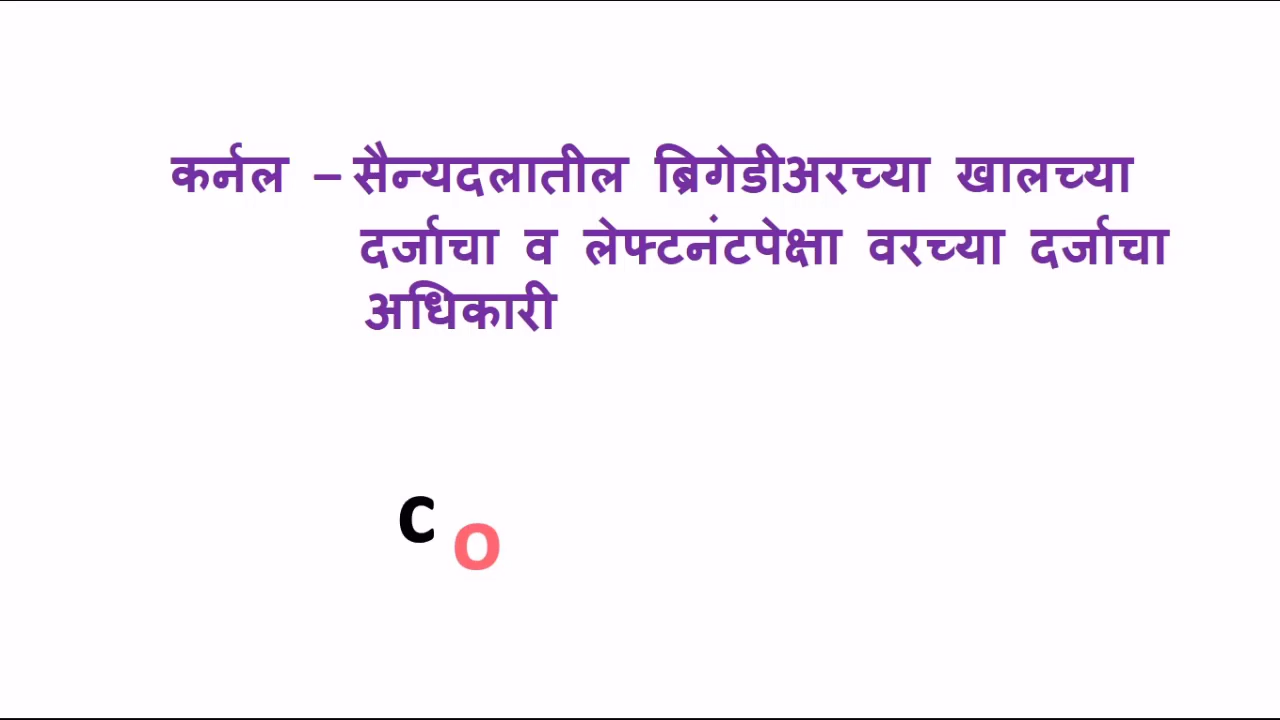 कर्नल – सैन्यदलातील ब्रिगेडीअरच्या खालच्या
दर्जाचा व लेफ्टनंटपेक्षा वरच्या दर्जाचा
अधिकारी
c o